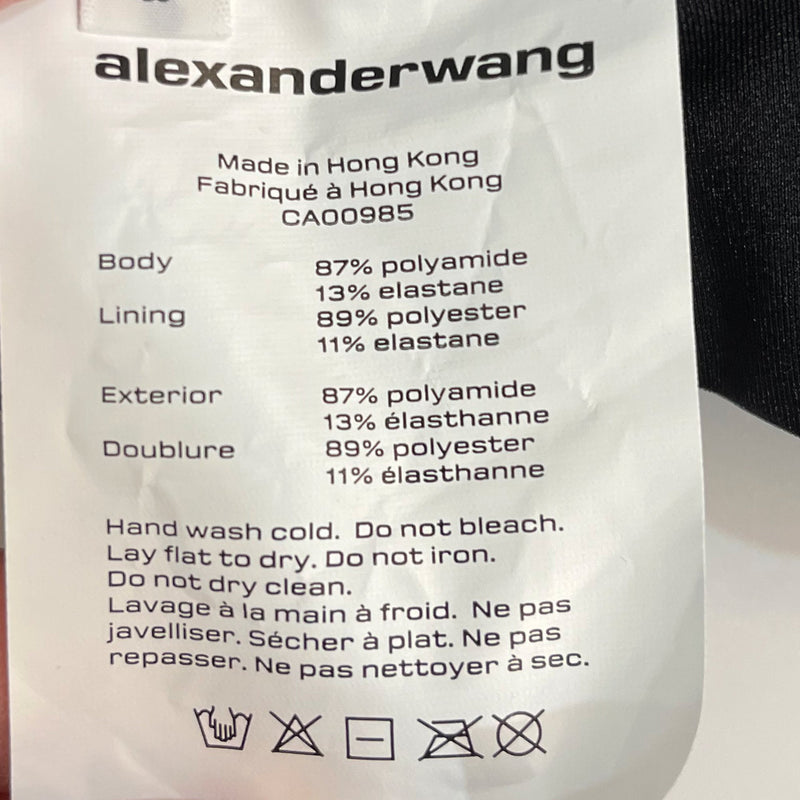 alexanderwang
Made in Hong Kong
Fabriqué à Hong Kong
CA00985
Body 87% polyamide
13% elastane
Lining 89% polyester
11% elastane
Exterior 87% polyamide
13% élasthanne
Doublure 89% polyester
11% élasthanne
Hand wash cold. Do not bleach.
Lay flat to dry. Do not iron.
Do not dry clean.
Lavage à la main à froid. Ne pas
javelliser. Sécher à plat. Ne pas
repasser. Ne pas nettoyer à sec.